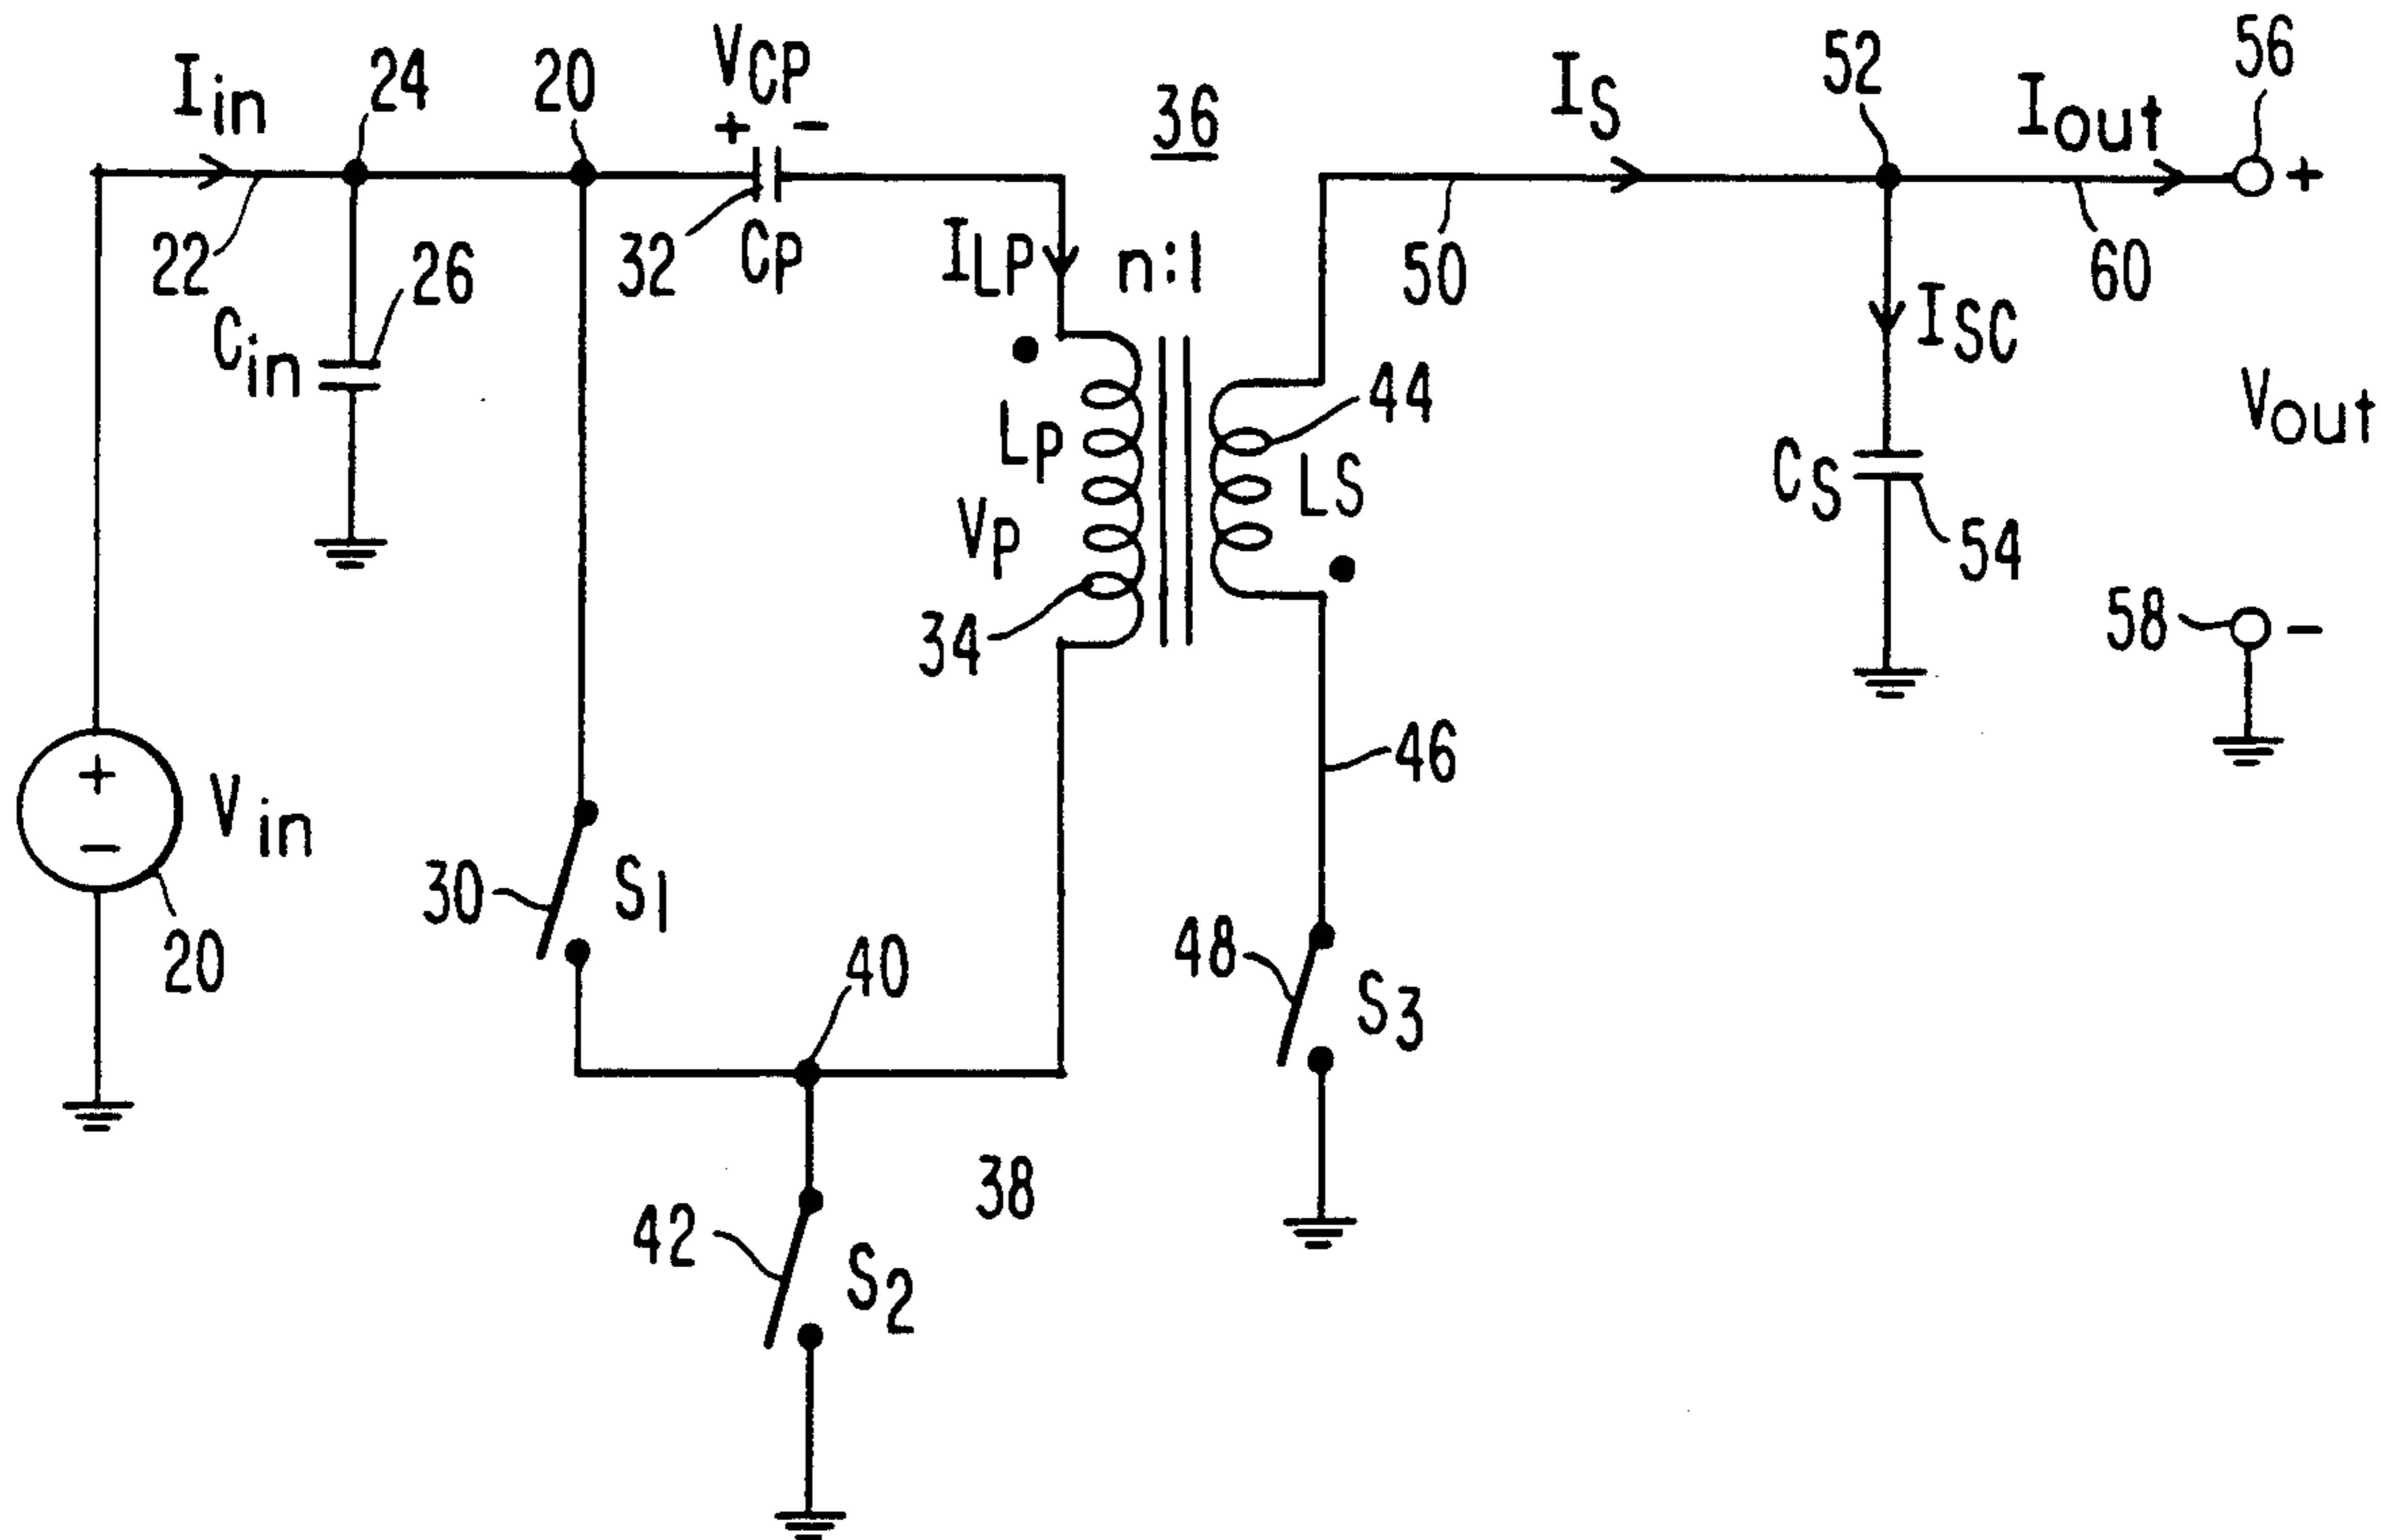 Iin
24
20
VCP
+ -
36
IS
52
Iout
56
+
22
Cin
26
32
CP
ILP
n:1
50
ISC
60
Vout
LP
VP
34
44
LS
CS
54
58
-
+
-
Vin
20
30
S1
40
46
48
S3
38
42
S2